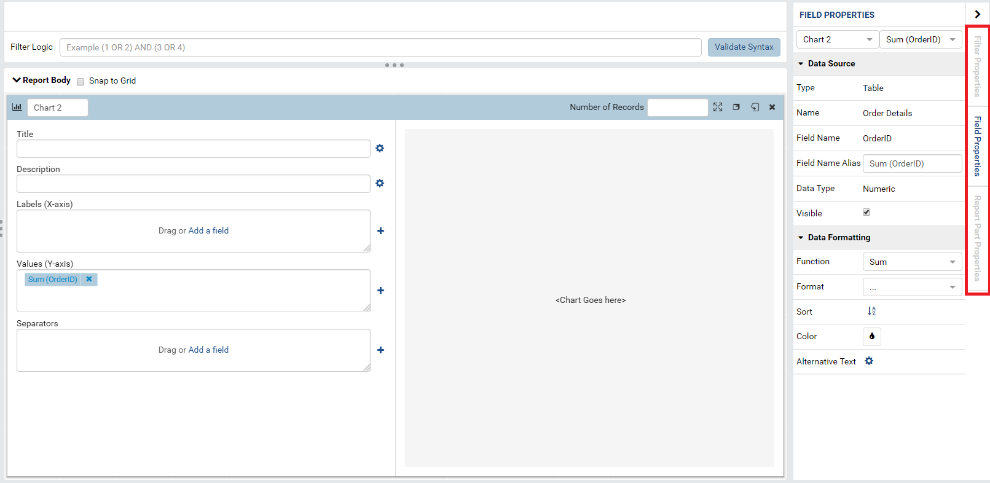 Filter Logic
Example (1 OR 2) AND (3 OR 4)
Validate Syntax
Report Body
Snap to Grid
Chart 2
Number of Records
Title
Description
Labels (X-axis)
Drag or Add a field
Values (Y-axis)
Sum (OrderID)
Separators
Drag or Add a field
<Chart Goes here>
FIELD PROPERTIES
Chart 2
Sum (OrderID)
Data Source
Type Table
Name Order Details
Field Name OrderID
Field Name Alias Sum (OrderID)
Data Type Numeric
Visible
Data Formatting
Function Sum
Format ...
Sort
Color
Alternative Text
Filter Properties
Field Properties
Report Part Properties